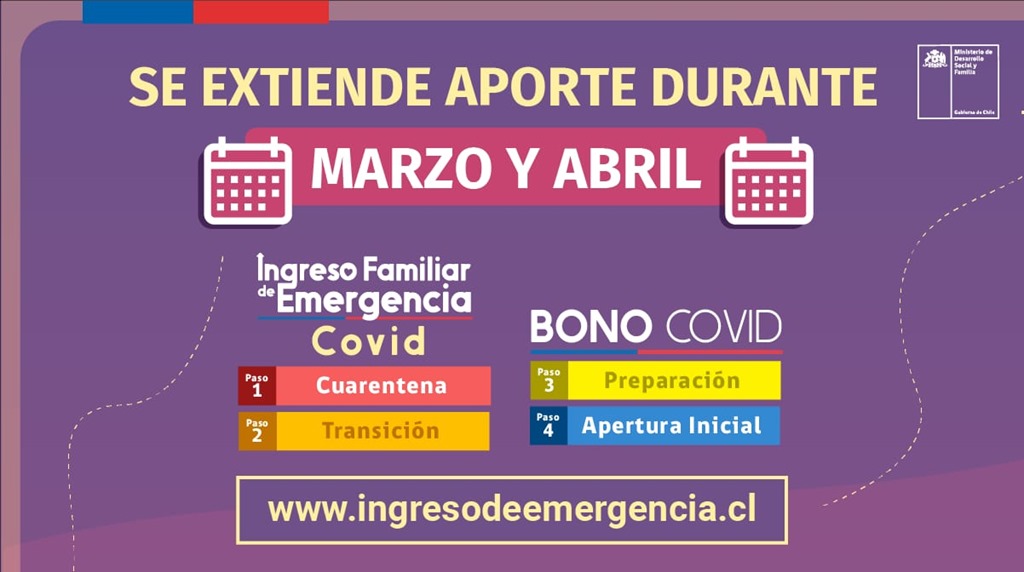 SE EXTIENDE APORTE DURANTE
Ministerio de
Desarrollo
Social y
Familia
Gobierno de Chile
MARZO Y ABRIL
Ingreso Familiar
de Emergencia
Covid
Paso 1 Cuarentena
Paso 2 Transición
BONO COVID
Paso 3 Preparación
Paso 4 Apertura Inicial
www.ingresodeemergencia.cl